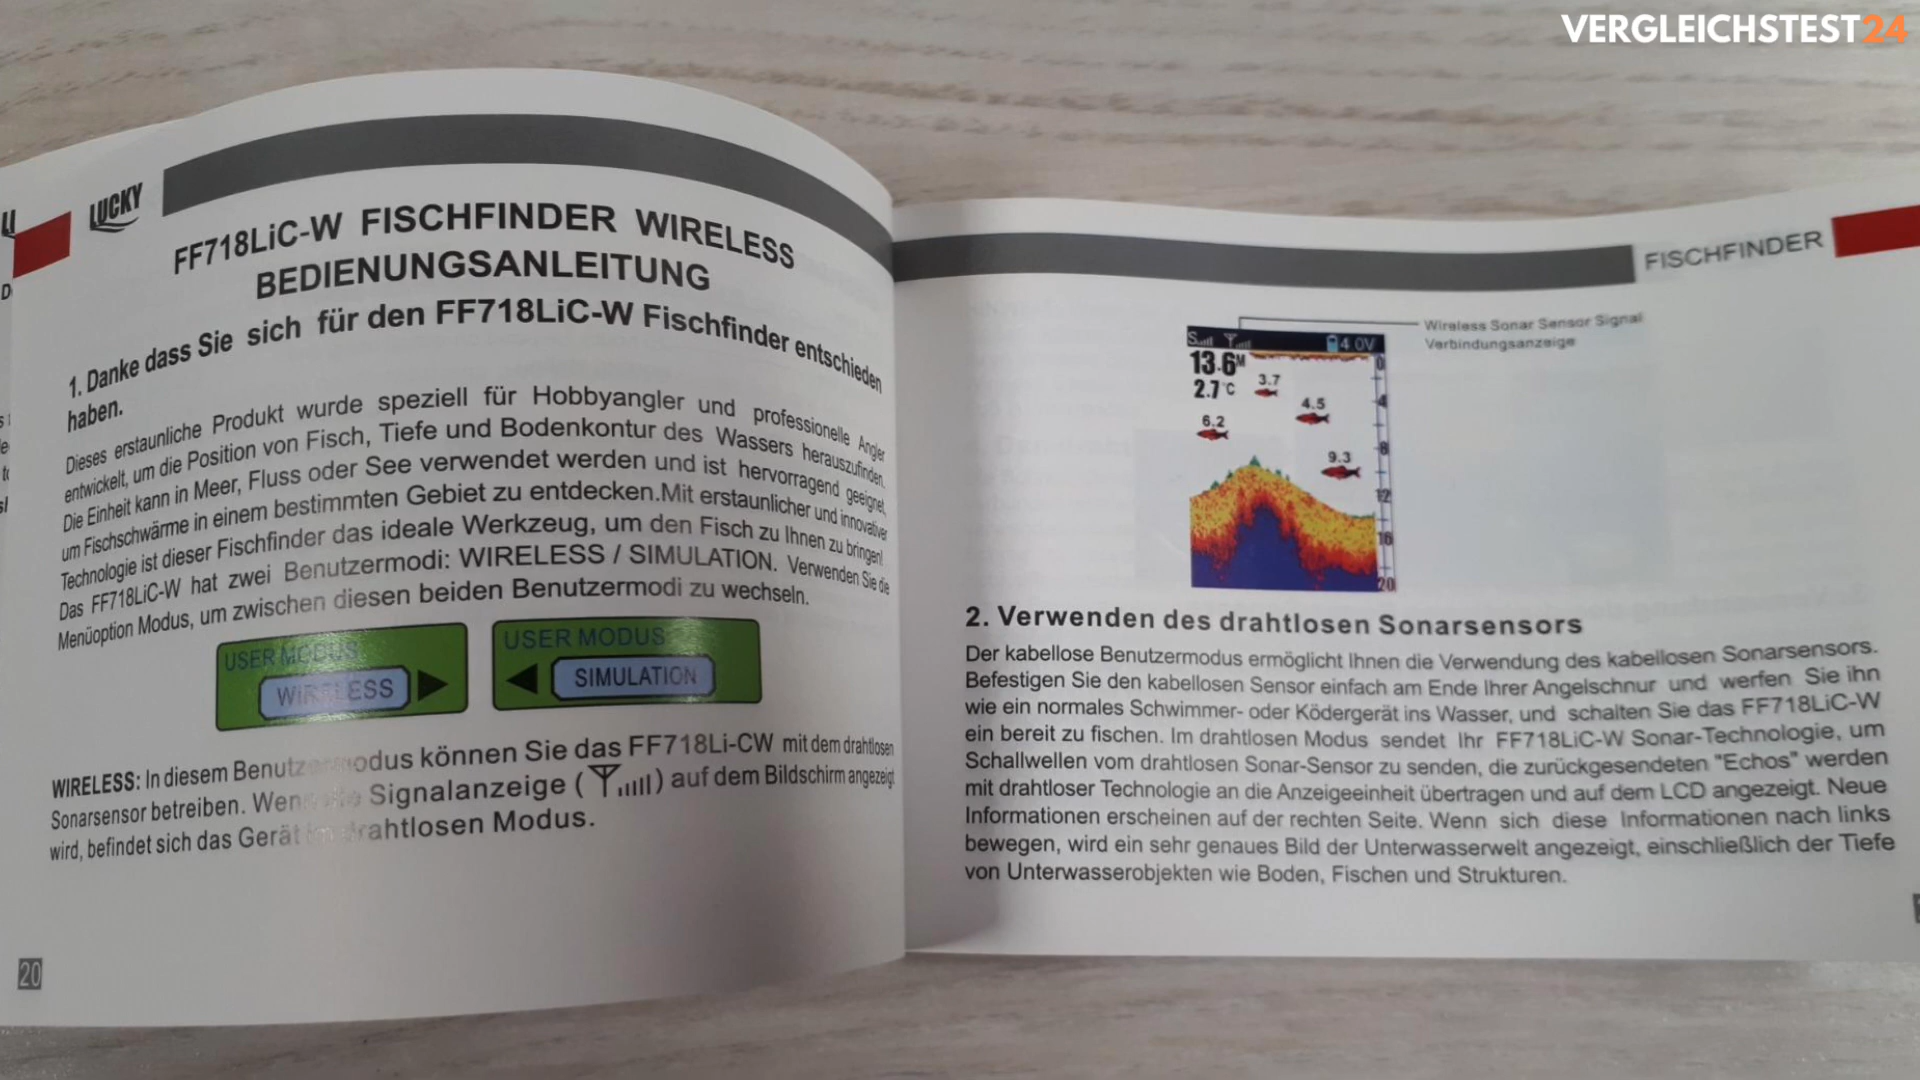 VERGLEICHSTEST24
LUCKY
FF718LiC-W FISCHFINDER WIRELESS
BEDIENUNGSANLEITUNG
1. Danke dass Sie sich für den FF718LiC-W Fischfinder entschieden
haben.
Dieses erstaunliche Produkt wurde speziell für Hobbyangler und professionelle Angler
entwickelt, um die Position von Fisch, Tiefe und Bodenkontur des Wassers herauszufinden.
Die Einheit kann in Meer, Fluss oder See verwendet werden und ist hervorragend geeignet,
um Fischschwärme in einem bestimmten Gebiet zu entdecken.Mit erstaunlicher und innovativer
Technologie ist dieser Fischfinder das ideale Werkzeug, um den Fisch zu Ihnen zu bringen!
Das FF718LiC-W hat zwei Benutzermodi: WIRELESS / SIMULATION. Verwenden Sie die
Menüoption Modus, um zwischen diesen beiden Benutzermodi zu wechseln.
USER MODUS
WIRELESS
USER MODUS
SIMULATION
WIRELESS: In diesem Benutzermodus können Sie das FF718Li-CW mit dem drahtlosen
Sonarsensor betreiben. Wenn die Signalanzeige ( ) auf dem Bildschirm angezeigt
wird, befindet sich das Gerät im drahtlosen Modus.
20
FISCHFINDER
Wireless Sonar Sensor Signal
Verbindungsanzeige
S 4.0V
13.6M
2.7°C
3.7
4.5
6.2
9.3
0
4
8
12
16
20
2. Verwenden des drahtlosen Sonarsensors
Der kabellose Benutzermodus ermöglicht Ihnen die Verwendung des kabellosen Sonarsensors.
Befestigen Sie den kabellosen Sensor einfach am Ende Ihrer Angelschnur und werfen Sie ihn
wie ein normales Schwimmer- oder Ködergerät ins Wasser, und schalten Sie das FF718LiC-W
ein bereit zu fischen. Im drahtlosen Modus sendet Ihr FF718LiC-W Sonar-Technologie, um
Schallwellen vom drahtlosen Sonar-Sensor zu senden, die zurückgesendeten "Echos" werden
mit drahtloser Technologie an die Anzeigeeinheit übertragen und auf dem LCD angezeigt. Neue
Informationen erscheinen auf der rechten Seite. Wenn sich diese Informationen nach links
bewegen, wird ein sehr genaues Bild der Unterwasserwelt angezeigt, einschließlich der Tiefe
von Unterwasserobjekten wie Boden, Fischen und Strukturen.